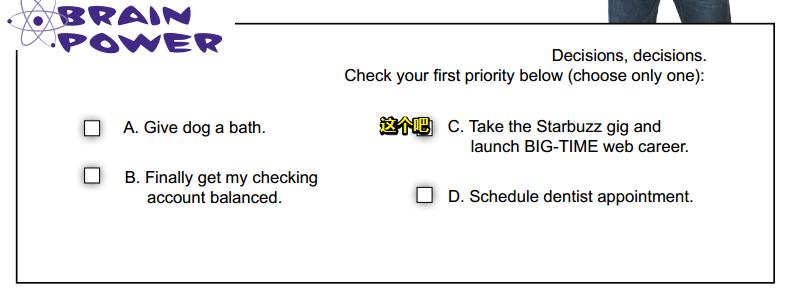 BRAIN
POWER
Decisions, decisions.
Check your first priority below (choose only one):
A. Give dog a bath.
B. Finally get my checking
account balanced.
这个吧
C. Take the Starbuzz gig and
launch BIG-TIME web career.
D. Schedule dentist appointment.